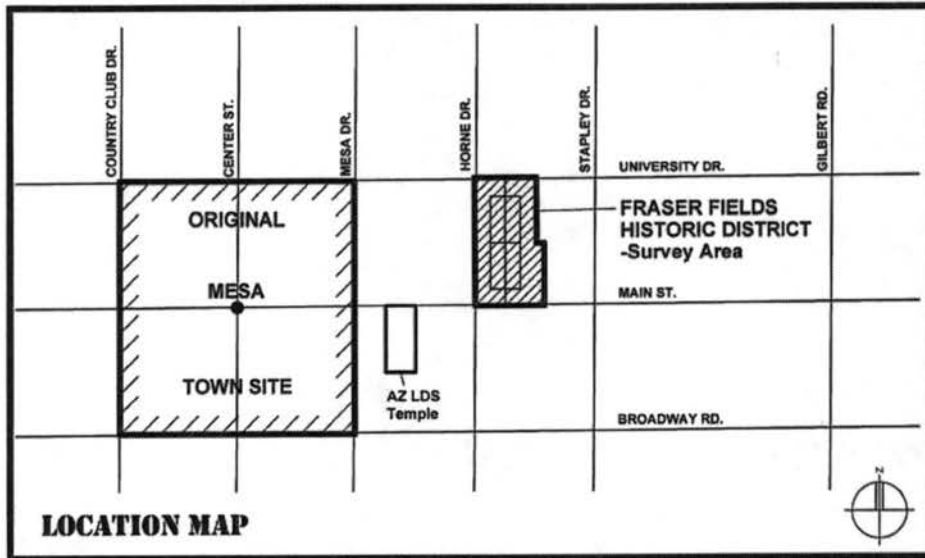 COUNTRY CLUB DR.
CENTER ST.
MESA DR.
HORNE DR.
STAPLEY DR.
GILBERT RD.
UNIVERSITY DR.
ORIGINAL
MESA
TOWN SITE
FRASER FIELDS
HISTORIC DISTRICT
-Survey Area
MAIN ST.
AZ LDS
Temple
BROADWAY RD.
N
LOCATION MAP